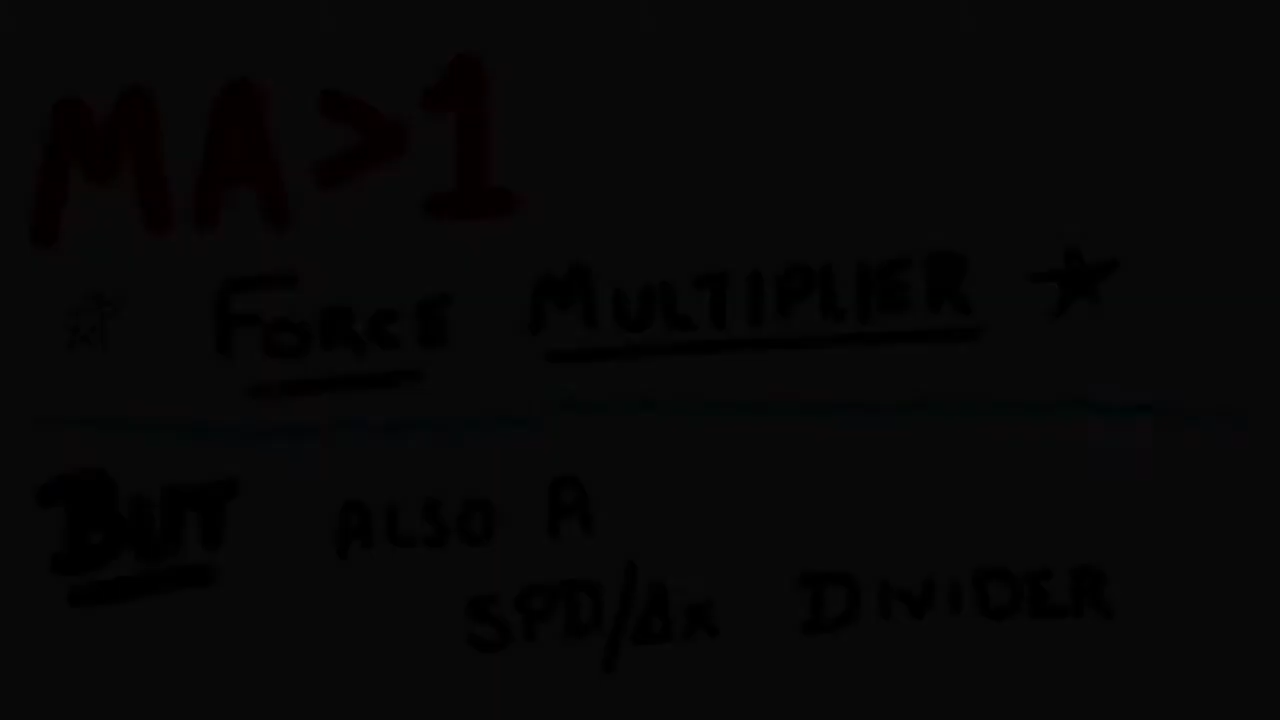 MA>1
☆ FORCE MULTIPLIER ★
BUT ALSO A
SPD/Δx DIVIDER